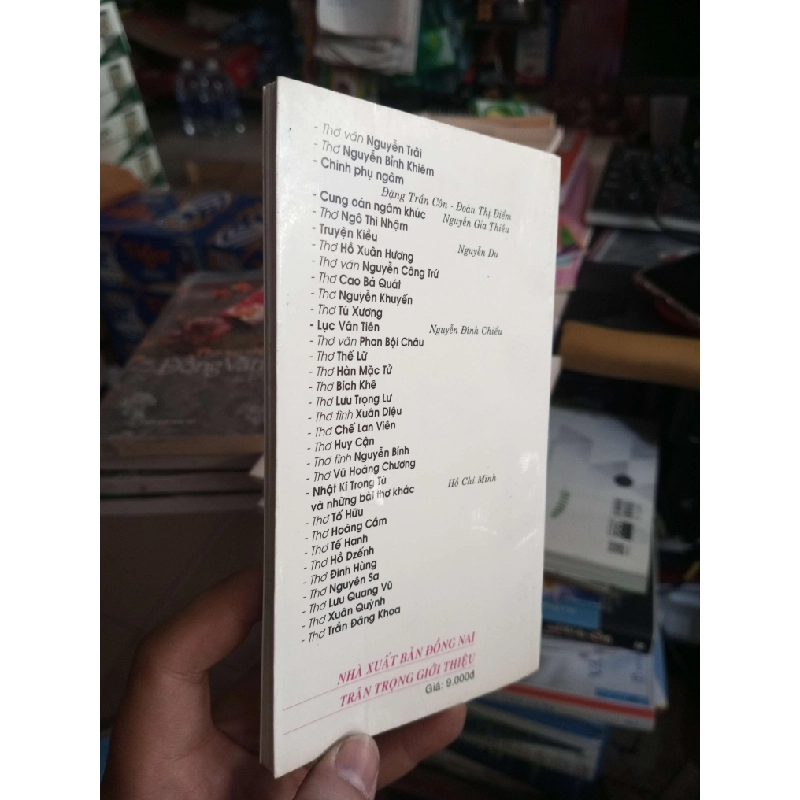 - Thơ văn Nguyễn Trãi
- Thơ Nguyễn Bỉnh Khiêm
- Chinh phụ ngâm
Đặng Trần Côn - Đoàn Thị Điểm
- Cung oán ngâm khúc Nguyễn Gia Thiều
- Thơ Ngô Thì Nhậm
- Truyện Kiều Nguyễn Du
- Thơ Hồ Xuân Hương
- Thơ văn Nguyễn Công Trứ
- Thơ Cao Bá Quát
- Thơ Nguyễn Khuyến
- Thơ Tú Xương
- Lục Vân Tiên Nguyễn Đình Chiểu
- Thơ văn Phan Bội Châu
- Thơ Thế Lữ
- Thơ Hàn Mặc Tử
- Thơ Bích Khê
- Thơ Lưu Trọng Lư
- Thơ tình Xuân Diệu
- Thơ Chế Lan Viên
- Thơ Huy Cận
- Thơ tình Nguyễn Bính
- Thơ Vũ Hoàng Chương
- Nhật Kí Trong Tù
và những bài thơ khác Hồ Chí Minh
- Thơ Tố Hữu
- Thơ Hoàng Cầm
- Thơ Tế Hanh
- Thơ Hồ Dzếnh
- Thơ Đinh Hùng
- Thơ Nguyên Sa
- Thơ Lưu Quang Vũ
- Thơ Xuân Quỳnh
- Thơ Trần Đăng Khoa
NHÀ XUẤT BẢN ĐỒNG NAI
TRÂN TRỌNG GIỚI THIỆU
Giá: 9.000đ